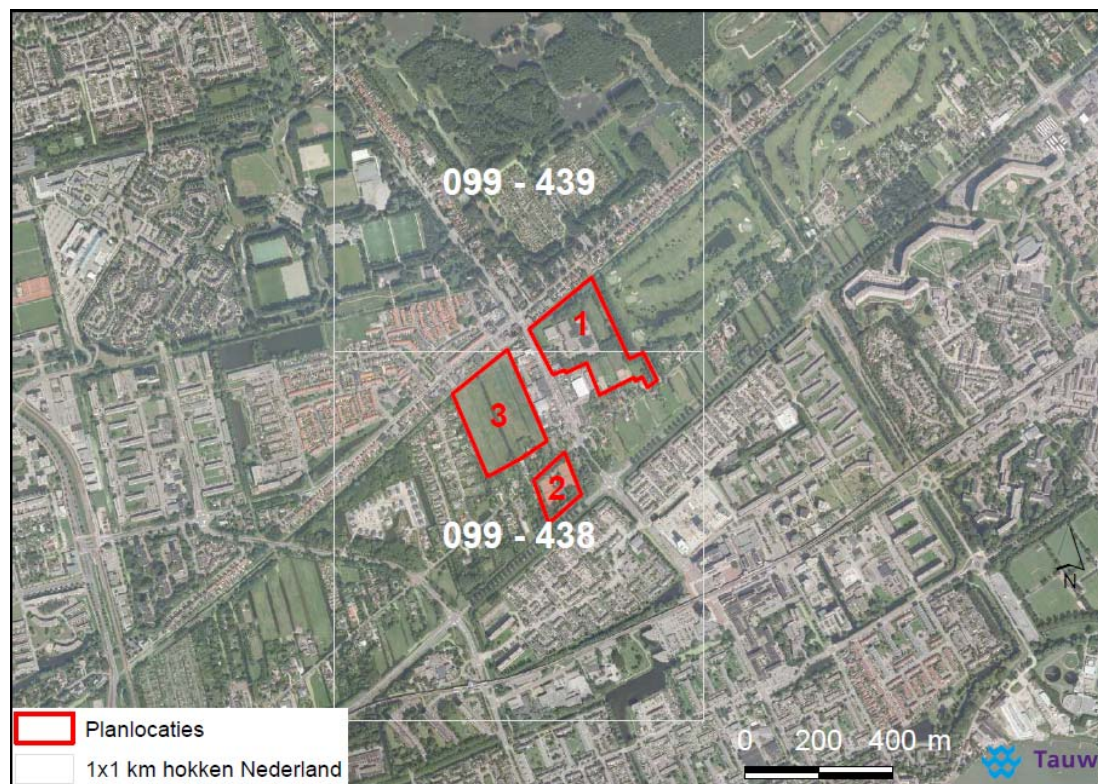 099 - 439
1
3
2
099 - 438
N
Planlocaties
1x1 km hokken Nederland
0 200 400 m
Tauw